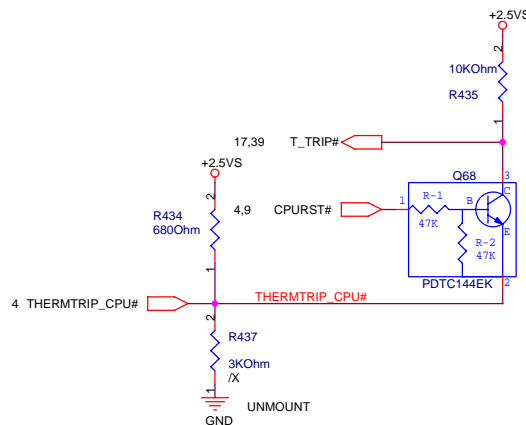 +2.5VS
2
10KOhm
R435
1
17,39 T_TRIP#
3
Q68
+2.5VS
C
R-1
1
B
47K
2
R434
680Ohm
4,9 CPURST#
E
R-2
47K
1
PDTC144EK
2
4 THERMTRIP_CPU#
THERMTRIP_CPU#
2
R437
3KOhm
/X
1
UNMOUNT
GND